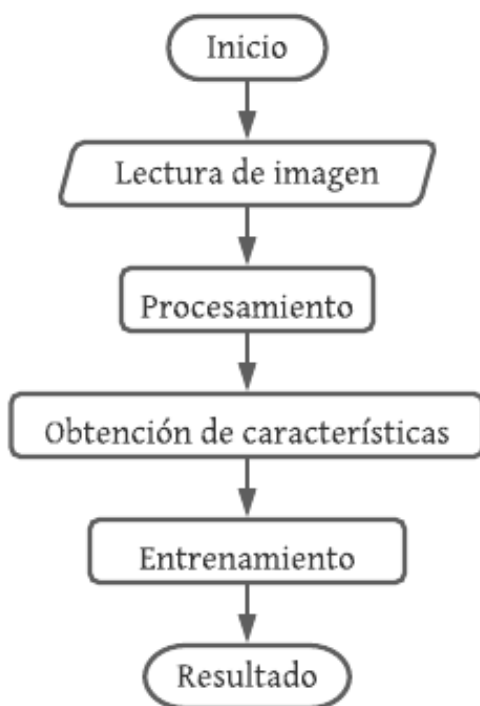 Inicio
Lectura de imagen
Procesamiento
Obtención de características
Entrenamiento
Resultado